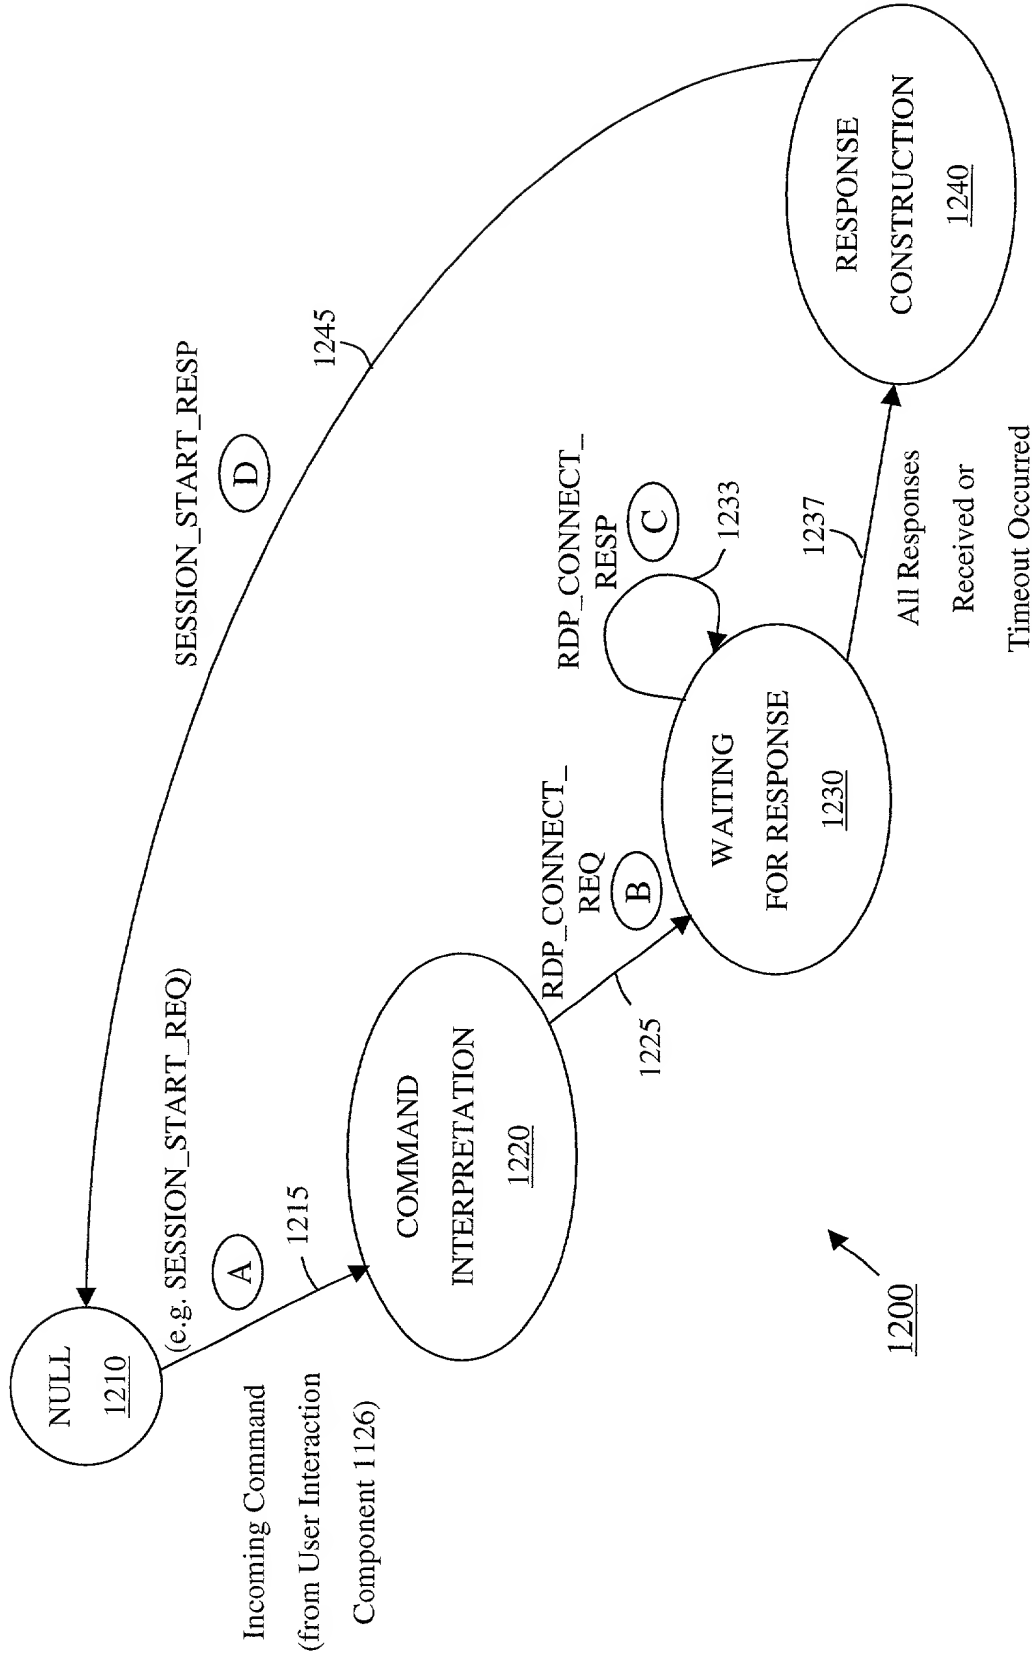 NULL
1210
Incoming Command
(from User Interaction
Component 1126)
(e.g. SESSION_START_REQ)
A
1215
COMMAND
INTERPRETATION
1220
RDP_CONNECT_
REQ
B
1225
WAITING
FOR RESPONSE
1230
RDP_CONNECT_
RESP
C
1233
1237
All Responses
Received or
Timeout Occurred
RESPONSE
CONSTRUCTION
1240
SESSION_START_RESP
D
1245
1200